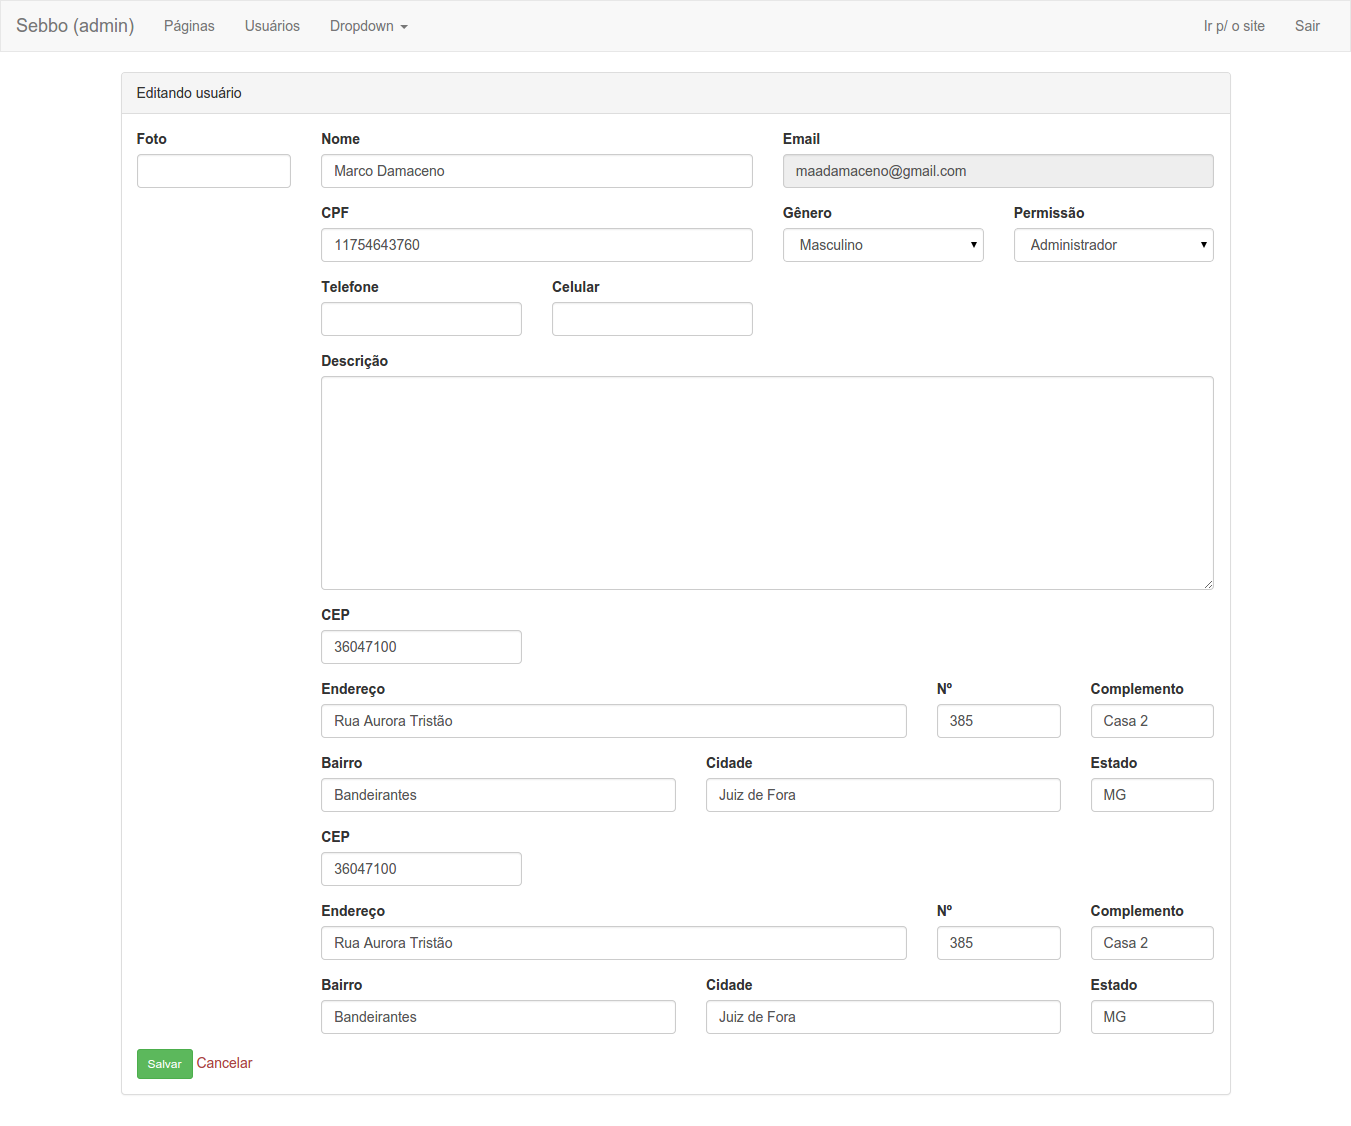 Sebbo (admin) Páginas Usuários Dropdown Ir p/ o site Sair
Editando usuário
Foto Nome Email
Marco Damaceno maadamaceno@gmail.com
CPF Gênero Permissão
11754643760 Masculino Administrador
Telefone Celular
Descrição
CEP
36047100
Endereço Nº Complemento
Rua Aurora Tristão 385 Casa 2
Bairro Cidade Estado
Bandeirantes Juiz de Fora MG
CEP
36047100
Endereço Nº Complemento
Rua Aurora Tristão 385 Casa 2
Bairro Cidade Estado
Bandeirantes Juiz de Fora MG
Salvar Cancelar